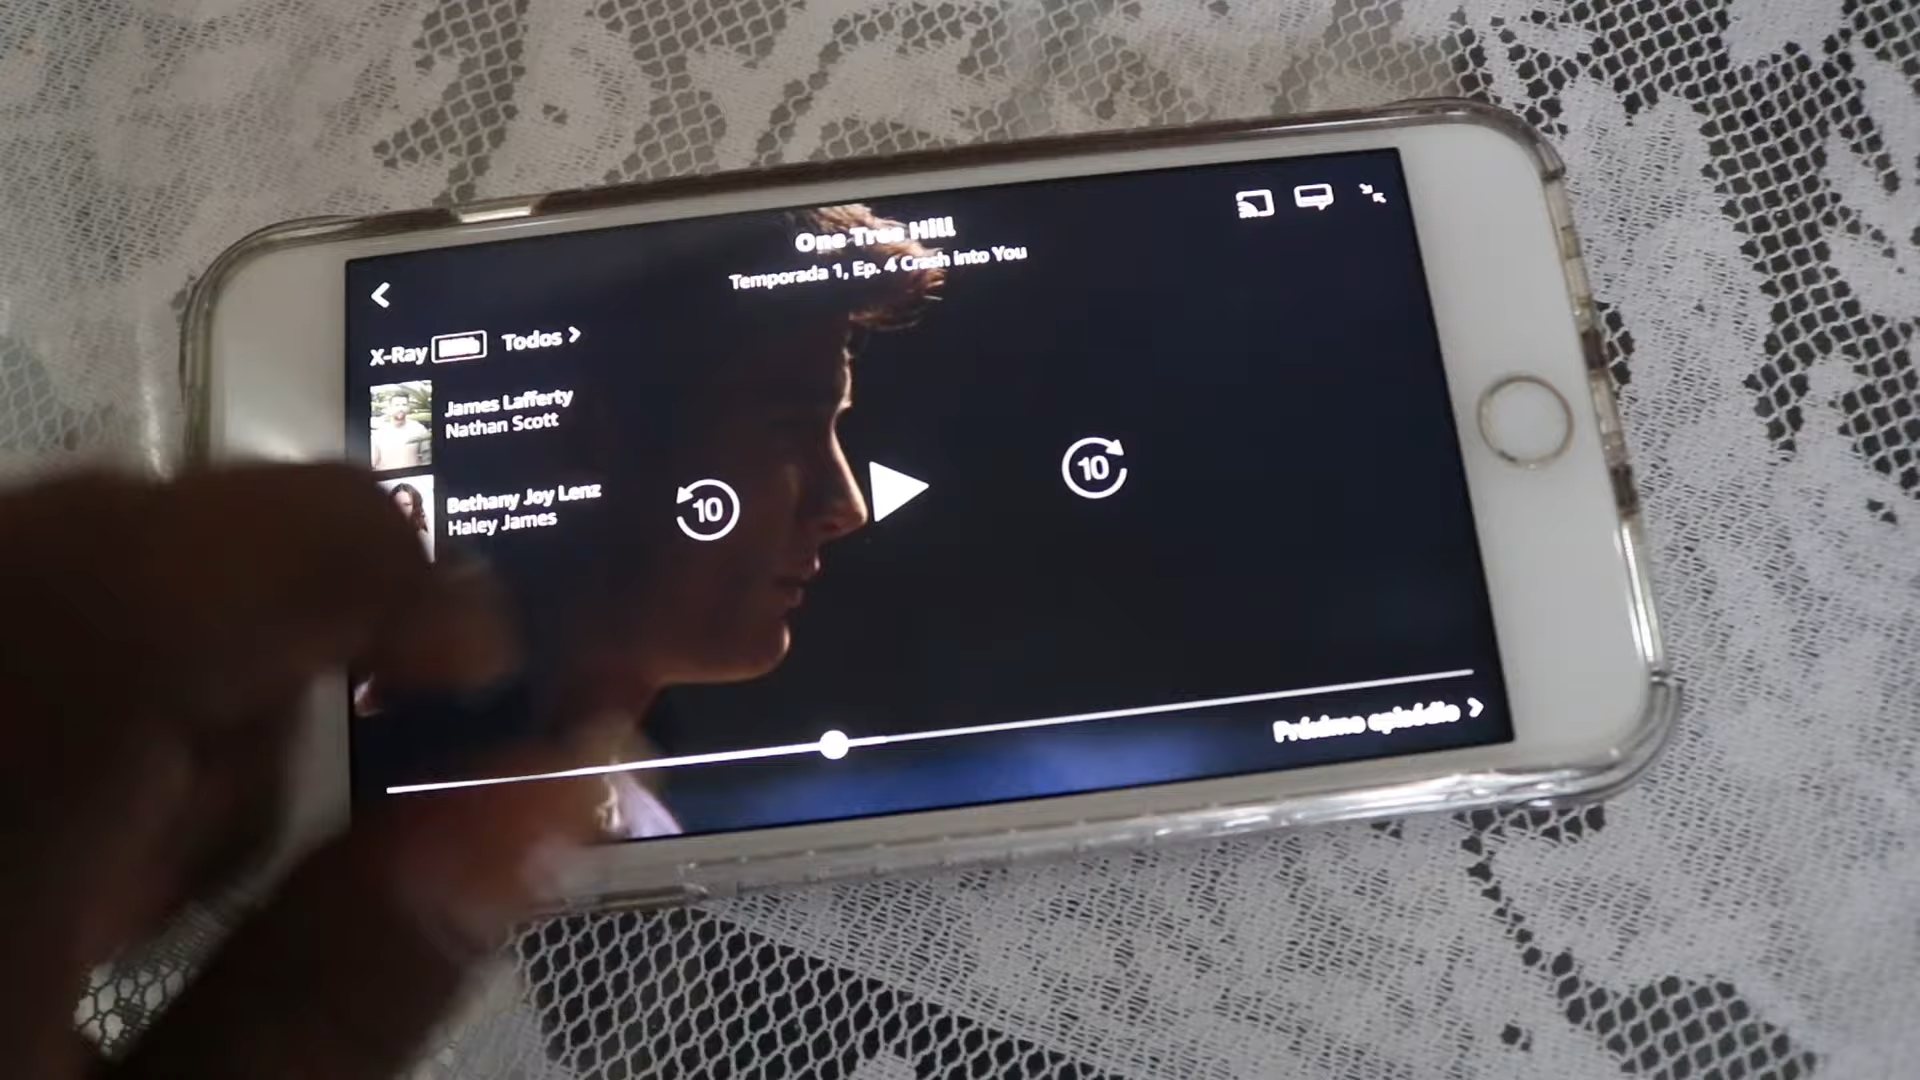 One Tree Hill
Temporada 1, Ep. 4 Crash Into You
X-Ray IMDb Todos
James Lafferty
Nathan Scott
Bethany Joy Lenz
Haley James
10
10
Próximo episódio